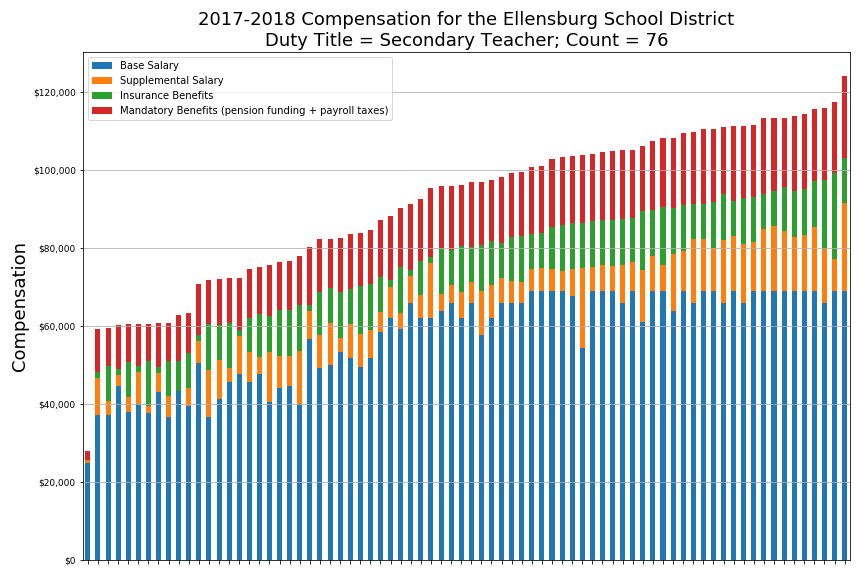 2017-2018 Compensation for the Ellensburg School District
Duty Title = Secondary Teacher; Count = 76
Base Salary
Supplemental Salary
Insurance Benefits
Mandatory Benefits (pension funding + payroll taxes)
$120,000
$100,000
$80,000
$60,000
$40,000
$20,000
$0
Compensation